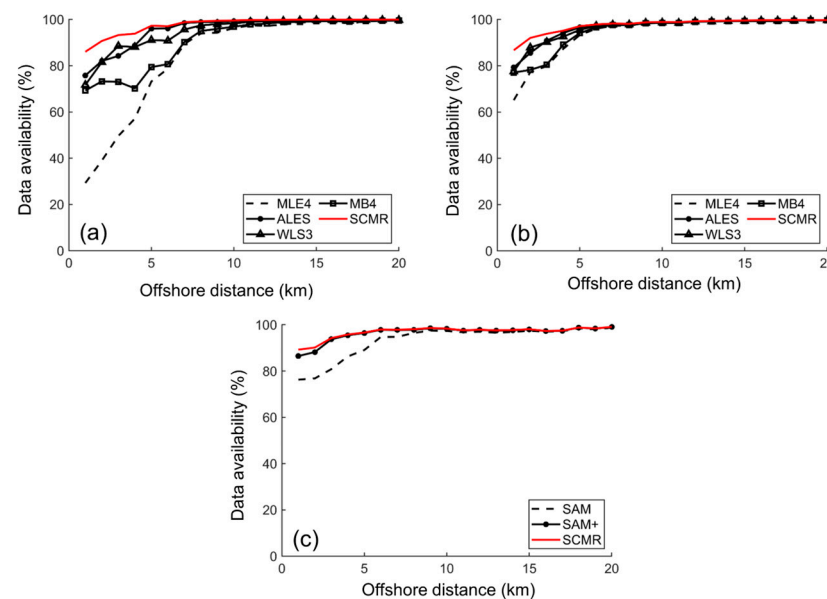 100
80
60
40
20
0
0
5
10
15
20
Data availability (%)
Offshore distance (km)
(a)
MLE4
MB4
ALES
SCMR
WLS3
100
80
60
40
20
0
0
5
10
15
Data availability (%)
Offshore distance (km)
(b)
MLE4
MB4
ALES
SCMR
WLS3
100
80
60
40
20
0
0
5
10
15
20
Data availability (%)
Offshore distance (km)
(c)
SAM
SAM+
SCMR